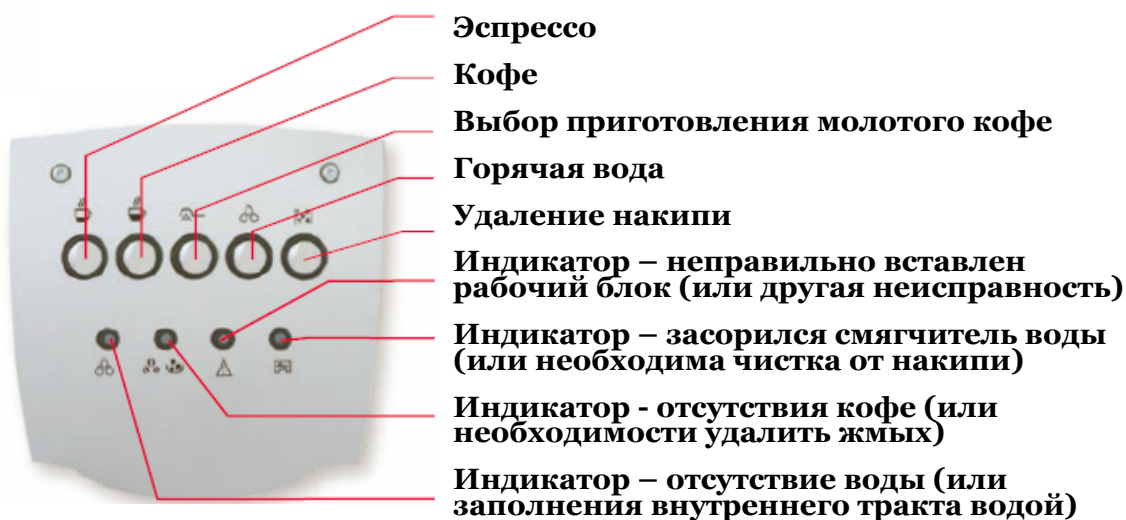 Эспрессо
Кофе
Выбор приготовления молотого кофе
Горячая вода
Удаление накипи
Индикатор – неправильно вставлен
рабочий блок (или другая неисправность)
Индикатор – засорился смягчитель воды
(или необходима чистка от накипи)
Индикатор - отсутствия кофе (или
необходимости удалить жмых)
Индикатор – отсутствие воды (или
заполнения внутреннего тракта водой)